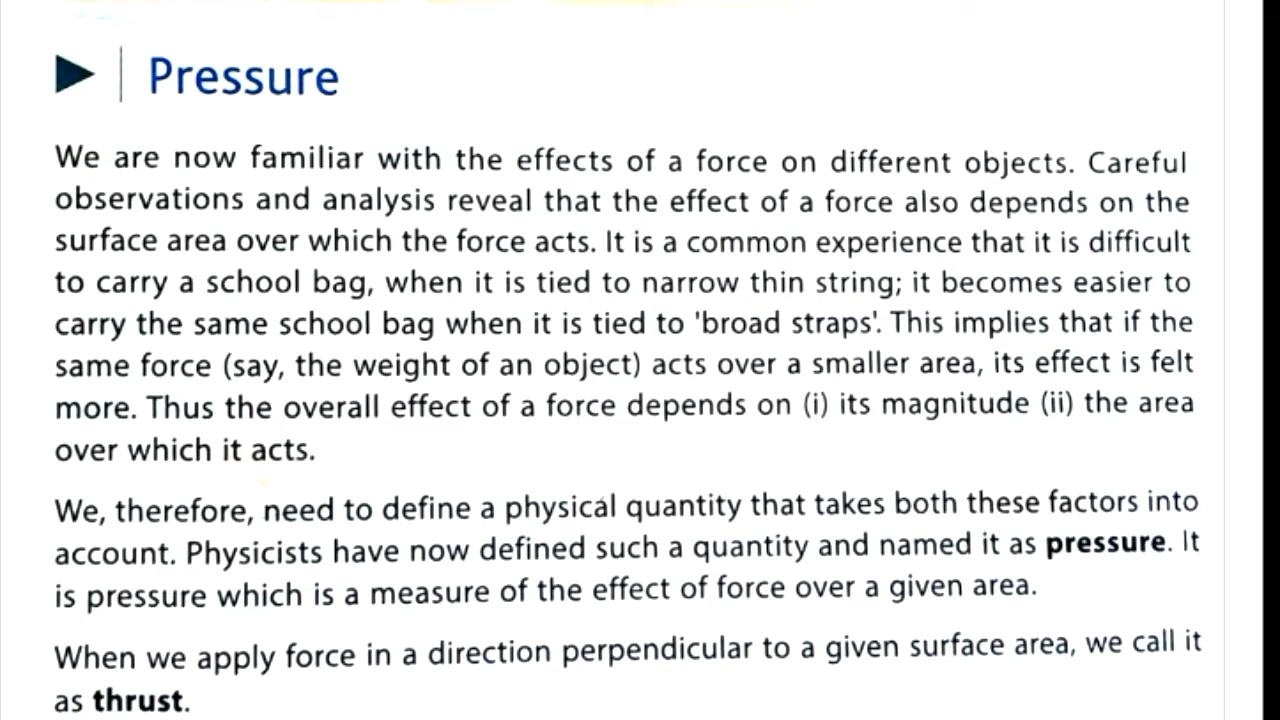 Pressure
We are now familiar with the effects of a force on different objects. Careful
observations and analysis reveal that the effect of a force also depends on the
surface area over which the force acts. It is a common experience that it is difficult
to carry a school bag, when it is tied to narrow thin string; it becomes easier to
carry the same school bag when it is tied to 'broad straps'. This implies that if the
same force (say, the weight of an object) acts over a smaller area, its effect is felt
more. Thus the overall effect of a force depends on (i) its magnitude (ii) the area
over which it acts.
We, therefore, need to define a physical quantity that takes both these factors into
account. Physicists have now defined such a quantity and named it as pressure. It
is pressure which is a measure of the effect of force over a given area.
When we apply force in a direction perpendicular to a given surface area, we call it
as thrust.